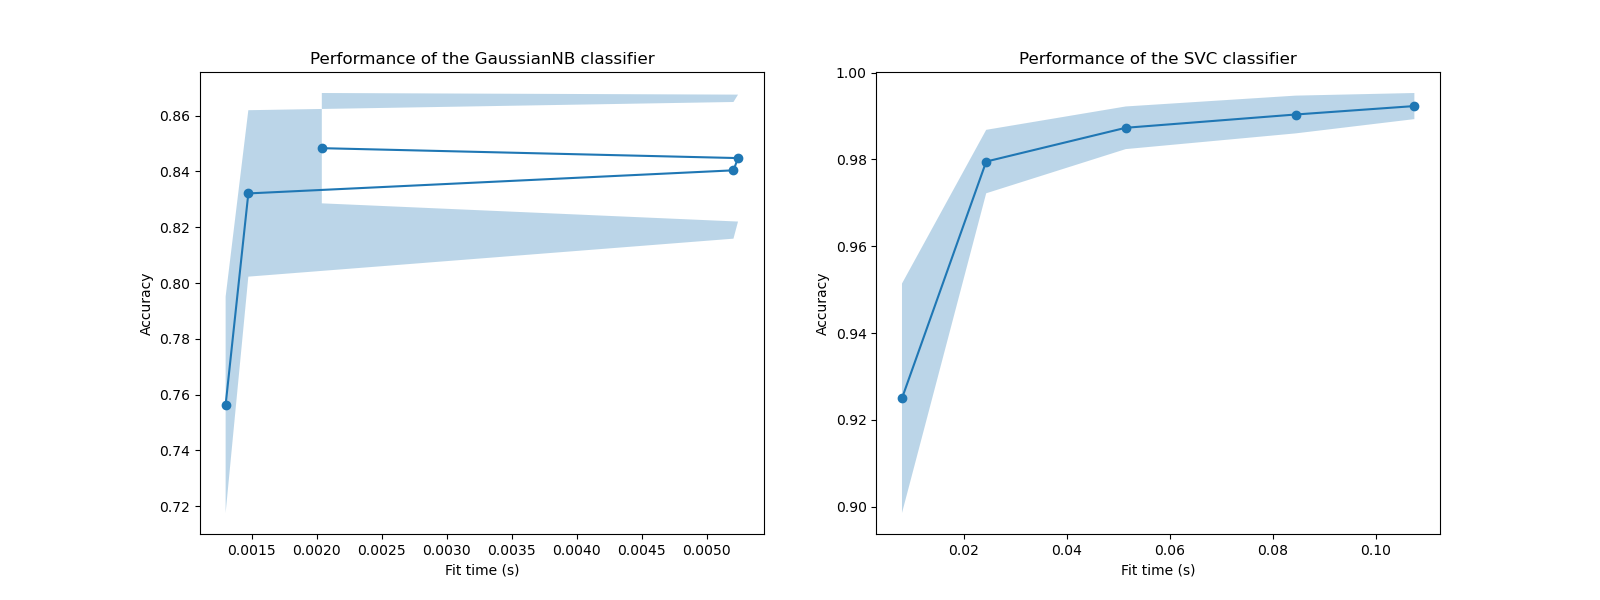 Performance of the GaussianNB classifier
0.86
0.84
0.82
0.80
0.78
0.76
0.74
0.72
Accuracy
0.0015 0.0020 0.0025 0.0030 0.0035 0.0040 0.0045 0.0050
Fit time (s)
Performance of the SVC classifier
1.00
0.98
0.96
0.94
0.92
0.90
Accuracy
0.02 0.04 0.06 0.08 0.10
Fit time (s)